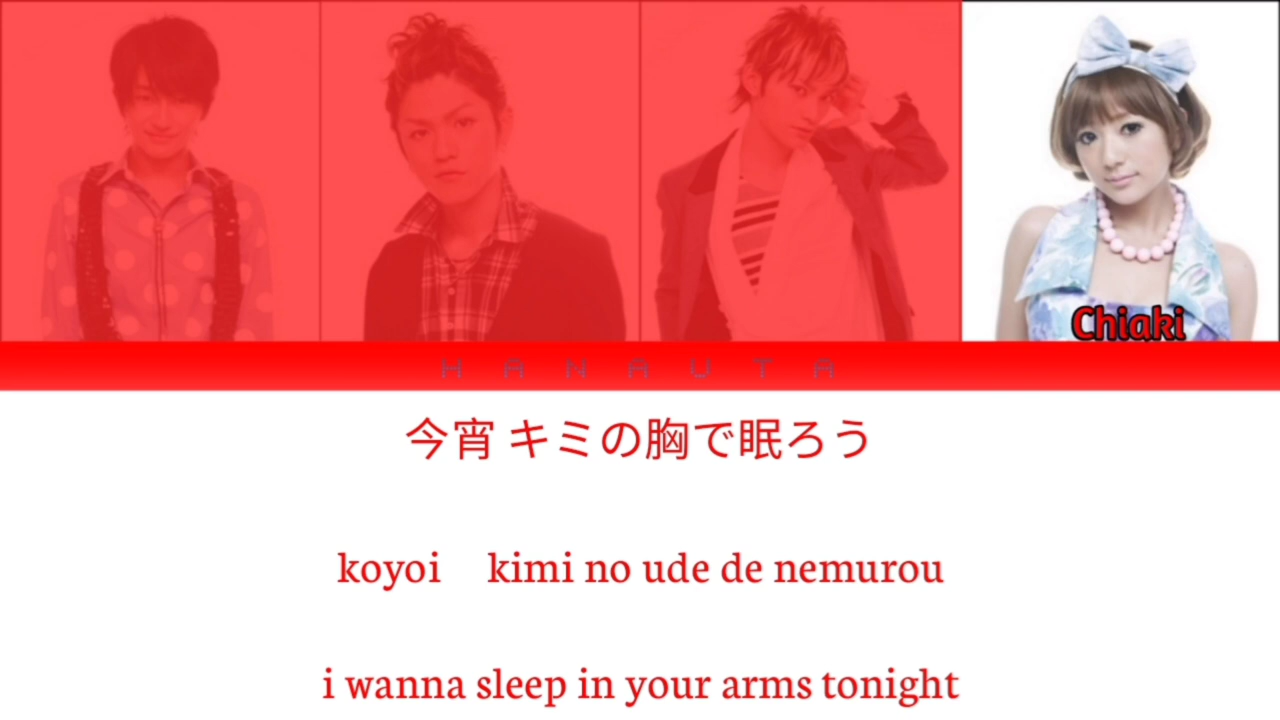 Chiaki
HANAUTA
今宵 キミの胸で眠ろう
koyoi kimi no ude de nemurou
i wanna sleep in your arms tonight